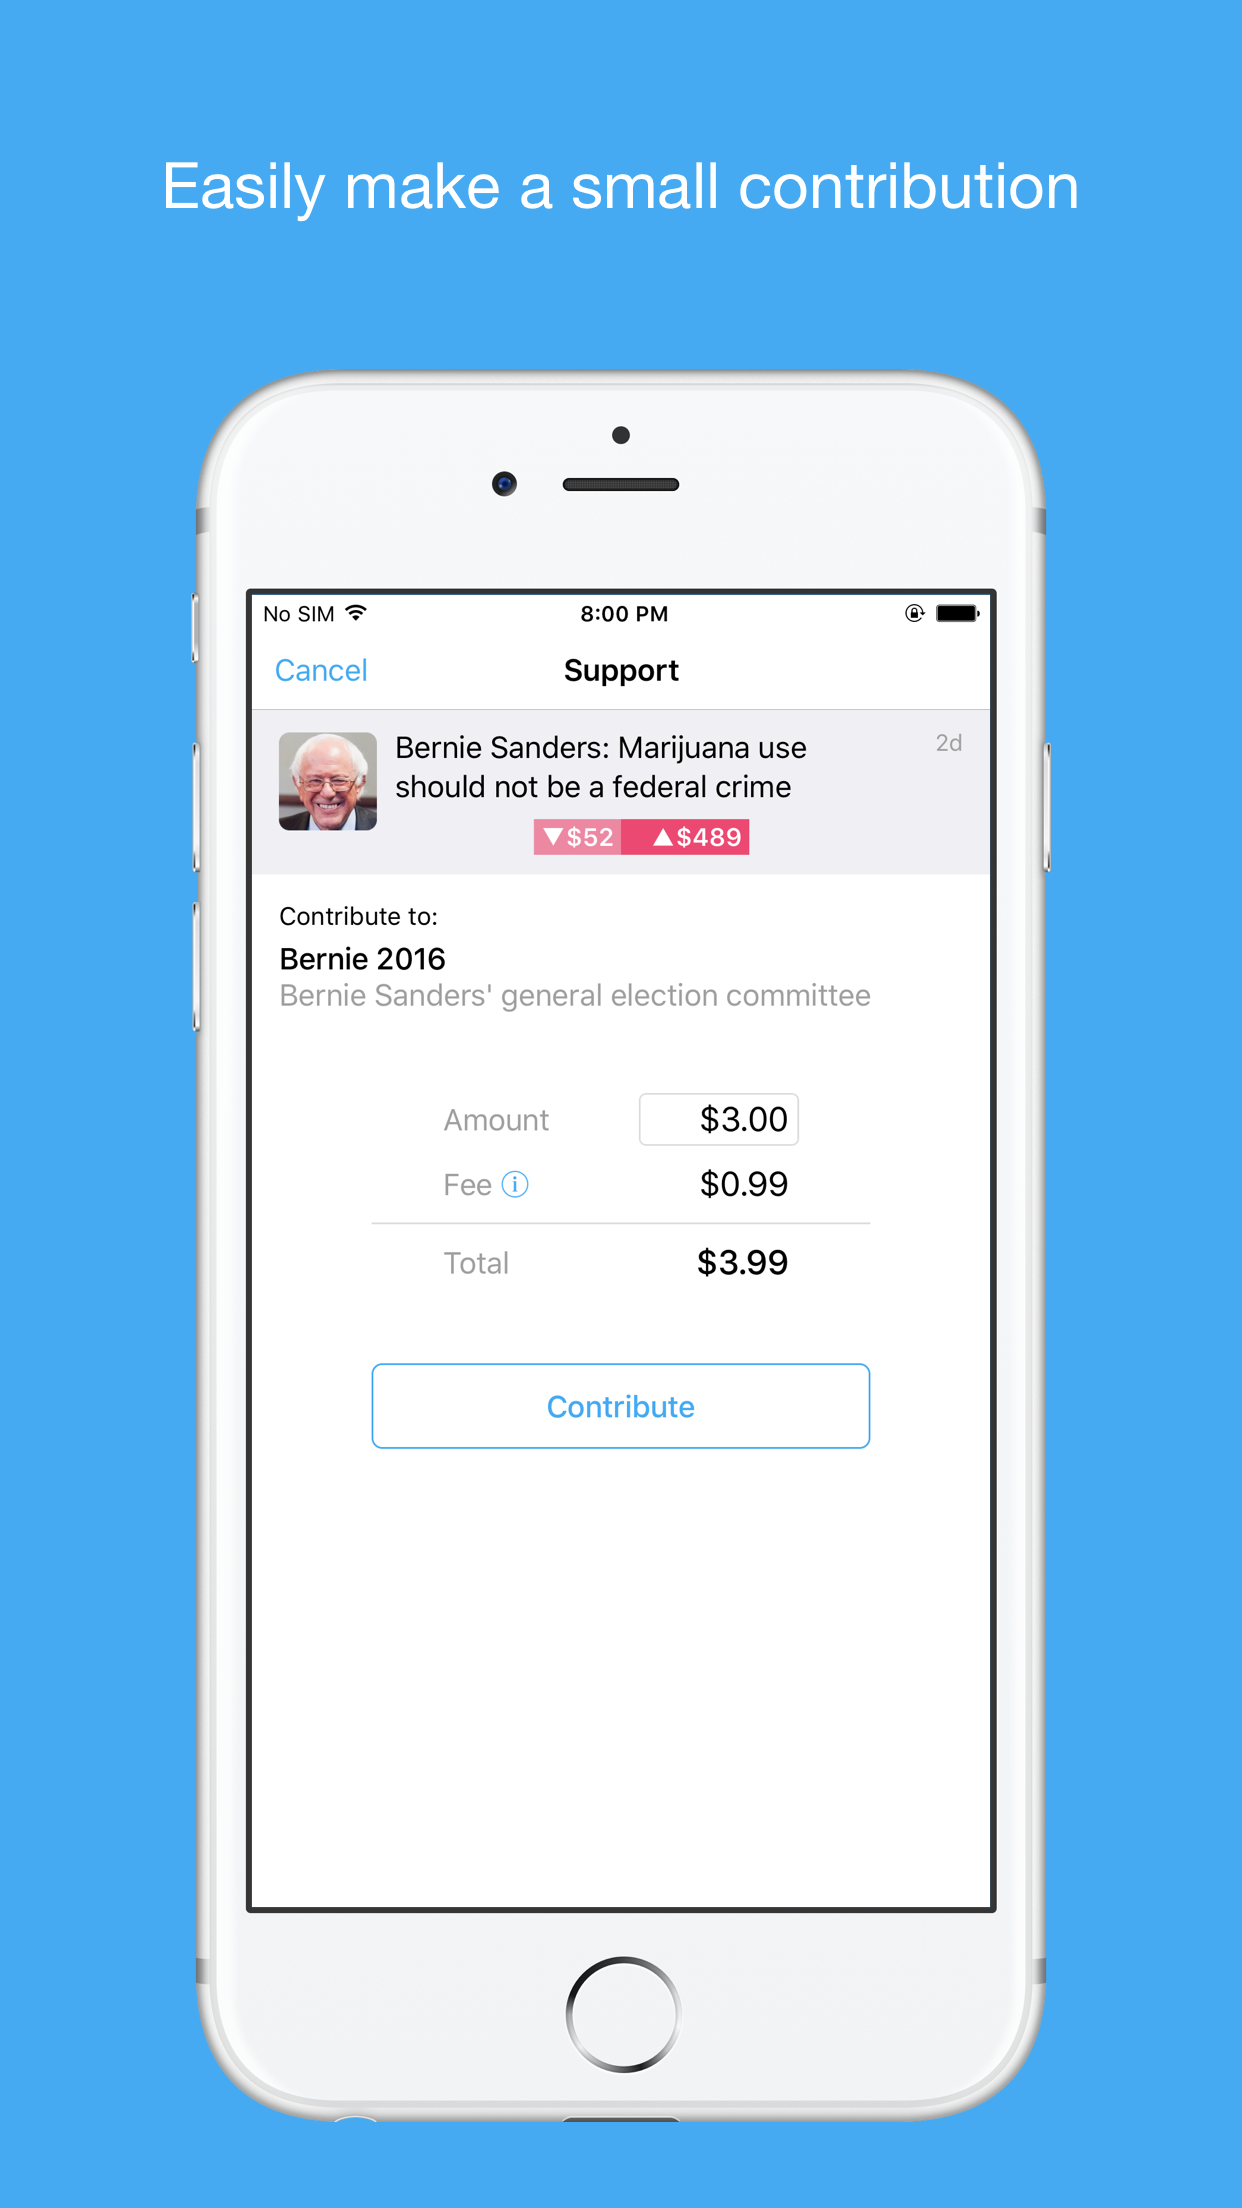 Easily make a small contribution
No SIM 8:00 PM
Cancel Support
Bernie Sanders: Marijuana use 2d
should not be a federal crime
▼$52 ▲$489
Contribute to:
Bernie 2016
Bernie Sanders' general election committee
Amount $3.00
Fee i $0.99
Total $3.99
Contribute